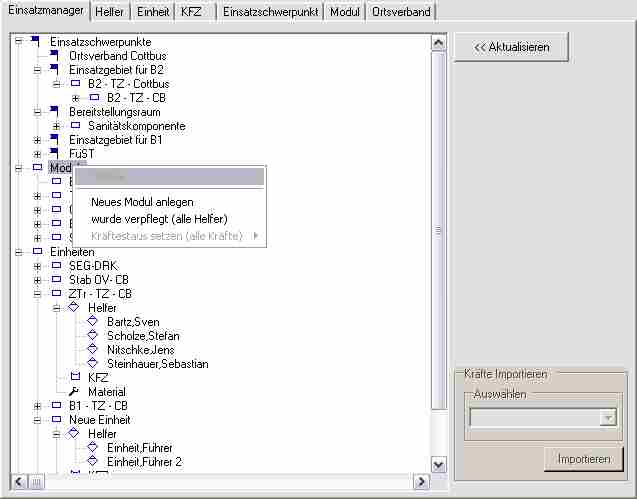 Einsatzmanager Helfer Einheit KFZ Einsatzschwerpunkt Modul Ortsverband
<< Aktualisieren
Einsatzschwerpunkte
Ortsverband Cottbus
Einsatzgebiet für B2
B2 - TZ - Cottbus
B2 - TZ - CB
Bereitstellungsraum
Sanitätskomponente
Einsatzgebiet für B1
FüST
Neues Modul anlegen
wurde verpflegt (alle Helfer)
Kräftestaus setzen (alle Kräfte)
Einheiten
SEG-DRK
Stab OV- CB
ZTr - TZ - CB
Helfer
Bartz,Sven
Scholze,Stefan
Nitschke,Jens
Steinhauer,Sebastian
KFZ
Material
B1 - TZ - CB
Neue Einheit
Helfer
Einheit,Führer
Einheit,Führer 2
Kräfte Importieren
Auswählen
Importieren